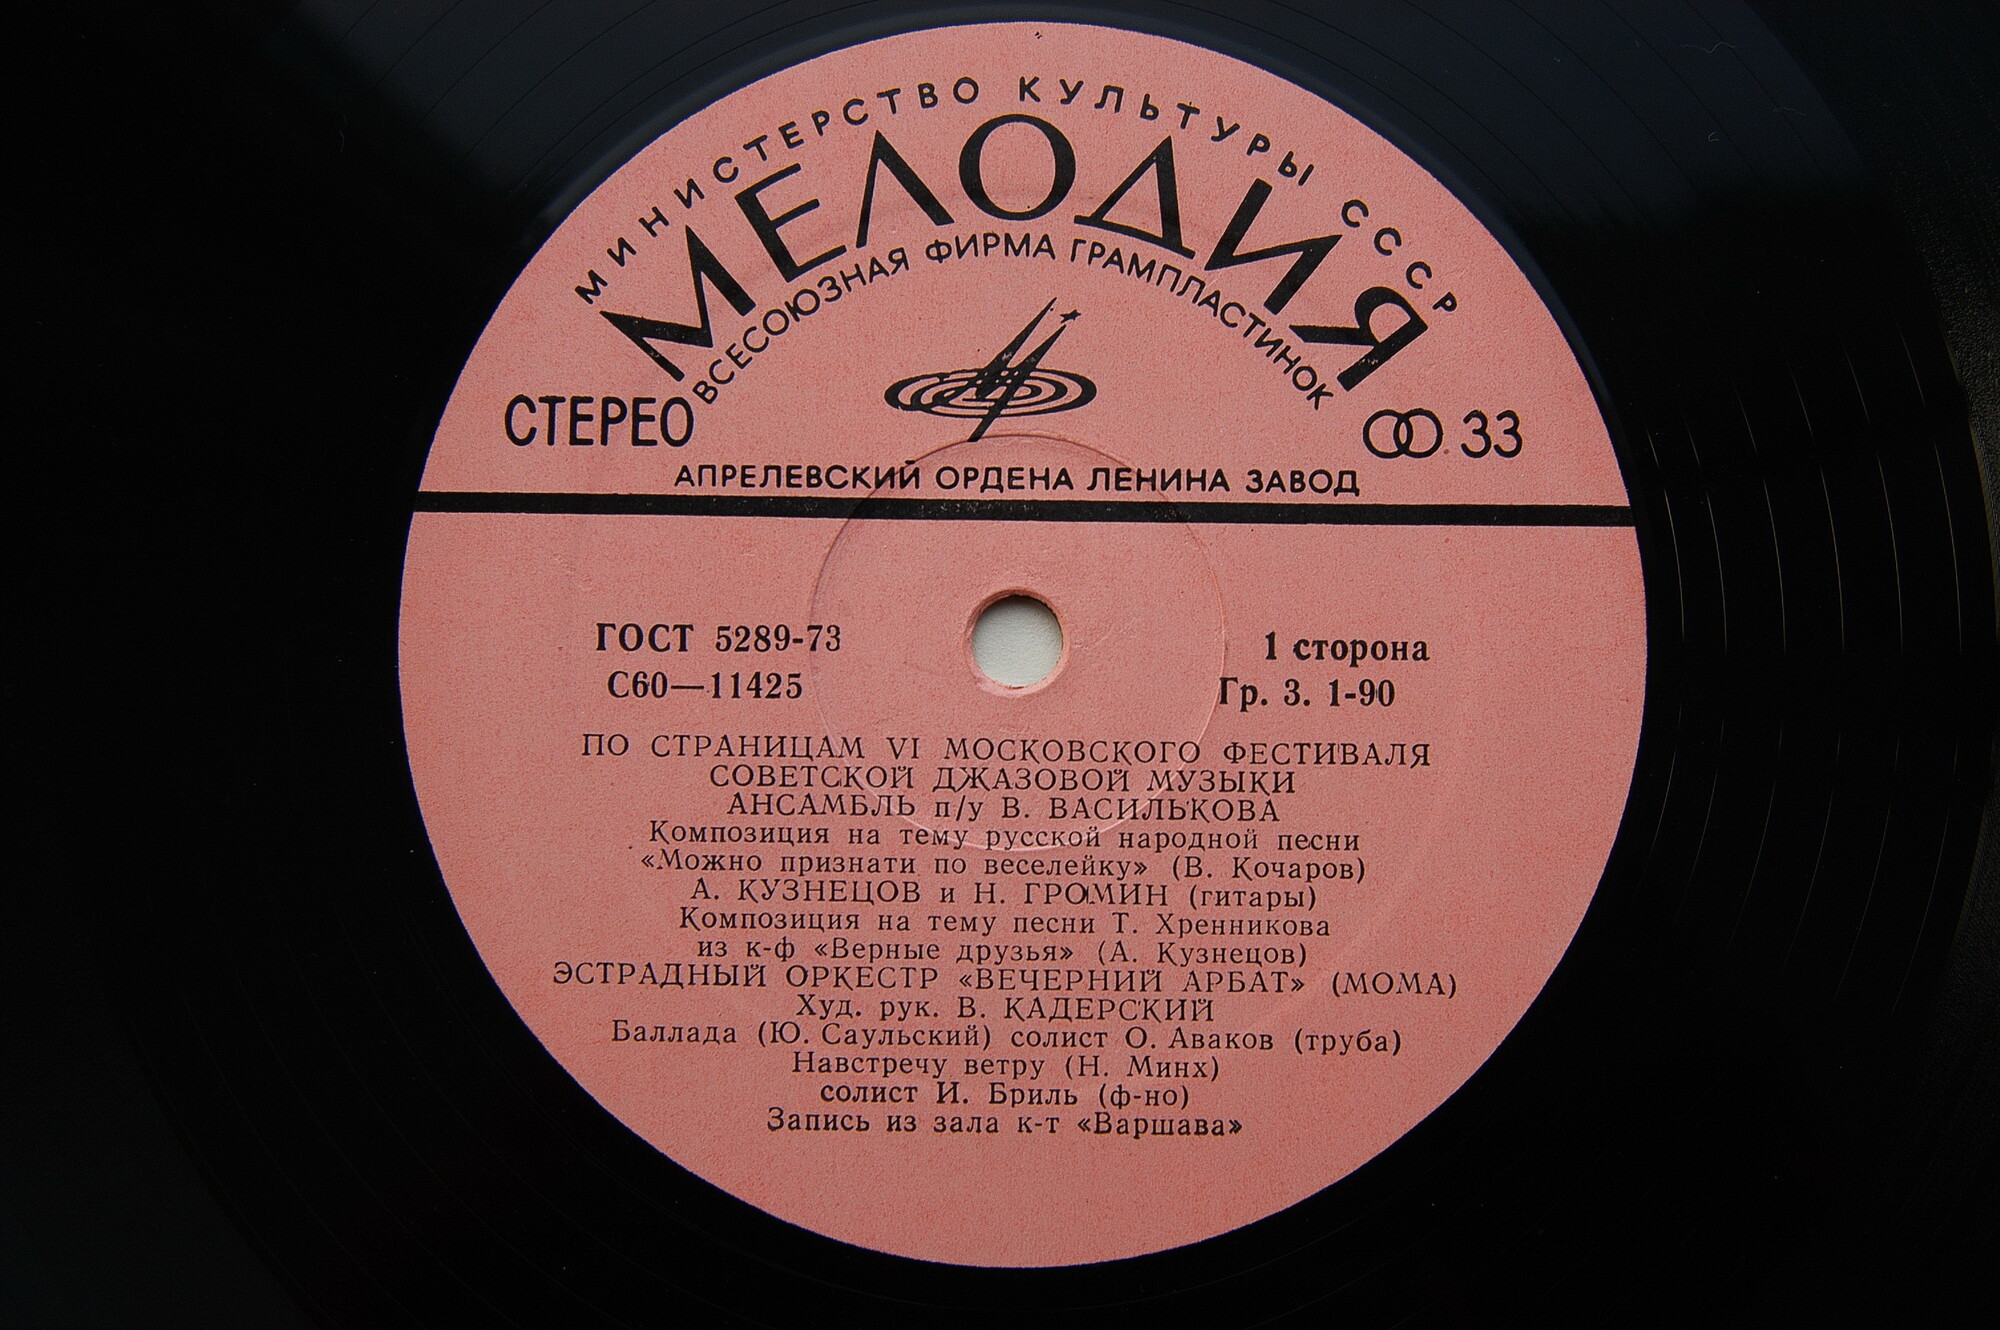 МИНИСТЕРСТВО КУЛЬТУРЫ СССР
МЕЛОДИЯ
ВСЕСОЮЗНАЯ ФИРМА ГРАМПЛАСТИНОК
СТЕРЕО
33
АПРЕЛЕВСКИЙ ОРДЕНА ЛЕНИНА ЗАВОД
ГОСТ 5289-73
1 сторона
С60—11425
Гр. 3. 1-90
ПО СТРАНИЦАМ VI МОСКОВСКОГО ФЕСТИВАЛЯ
СОВЕТСКОЙ ДЖАЗОВОЙ МУЗЫКИ
АНСАМБЛЬ п/у В. ВАСИЛЬКОВА
Композиция на тему русской народной песни
«Можно признати по веселейку» (В. Кочаров)
А. КУЗНЕЦОВ и Н. ГРОМИН (гитары)
Композиция на тему песни Т. Хренникова
из к-ф «Верные друзья» (А. Кузнецов)
ЭСТРАДНЫЙ ОРКЕСТР «ВЕЧЕРНИЙ АРБАТ» (МОМА)
Худ. рук. В. КАДЕРСКИЙ
Баллада (Ю. Саульский) солист О. Аваков (труба)
Навстречу ветру (Н. Минх)
солист И. Бриль (ф-но)
Запись из зала к-т «Варшава»